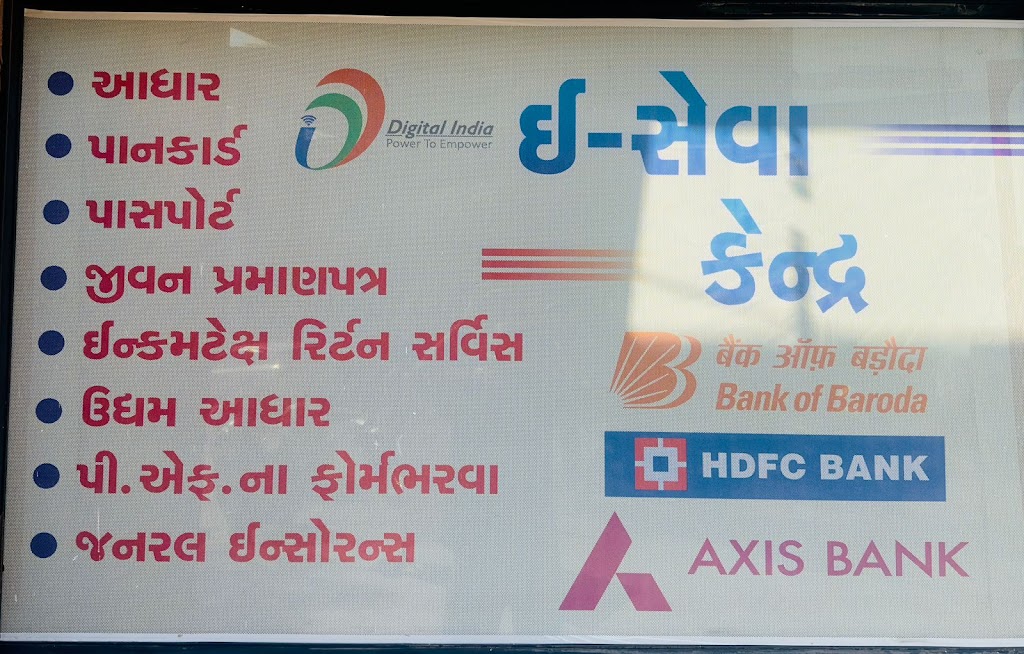 • આધાર
• પાનકાર્ડ
• પાસપોર્ટ
• જીવન પ્રમાણપત્ર
• ઈન્કમટેક્ષ રિર્ટન સર્વિસ
• ઉદ્યમ આધાર
• પી.એફ.ના ફોર્મભરવા
• જનરલ ઈન્સોરન્સ
Digital India
Power To Empower
ઈ-સેવા
કેન્દ્ર
बैंक ऑफ़ बड़ौदा
Bank of Baroda
HDFC BANK
AXIS BANK